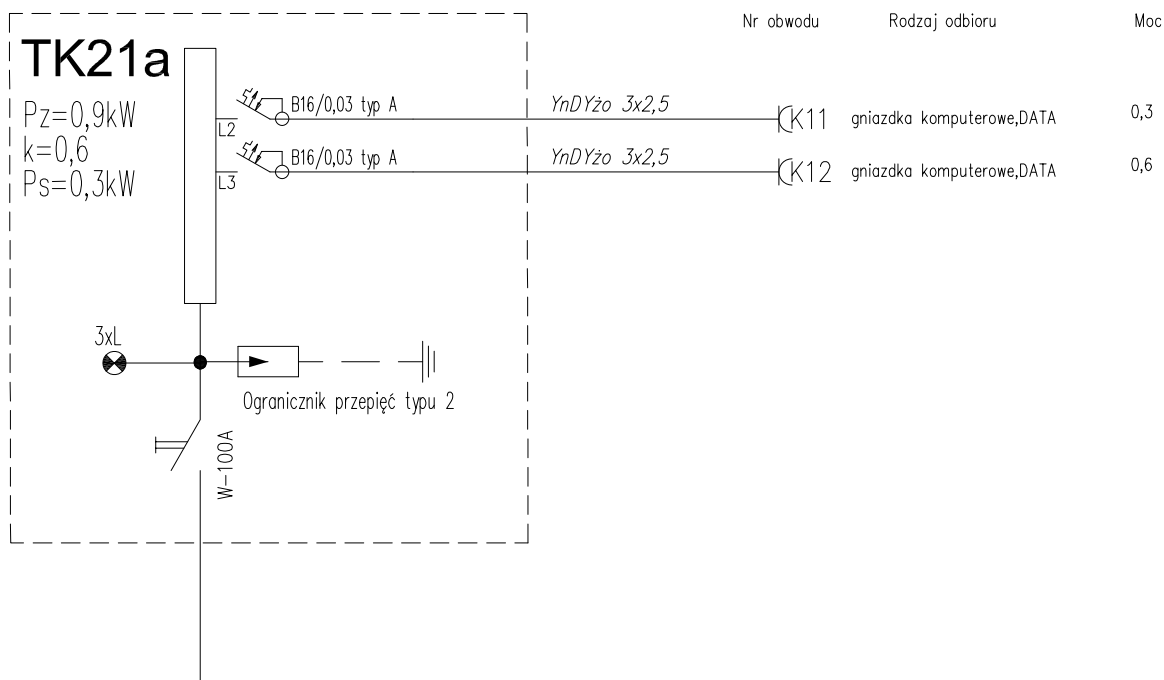 Nr obwodu Rodzaj odbioru Moc
TK21a
Pz=0,9kW
k=0,6
Ps=0,3kW
B16/0,03 typ A YnDYżo 3x2,5 K11 gniazdka komputerowe,DATA 0,3
L2
B16/0,03 typ A YnDYżo 3x2,5 K12 gniazdka komputerowe,DATA 0,6
L3
3xL
Ogranicznik przepięć typu 2
W-100A